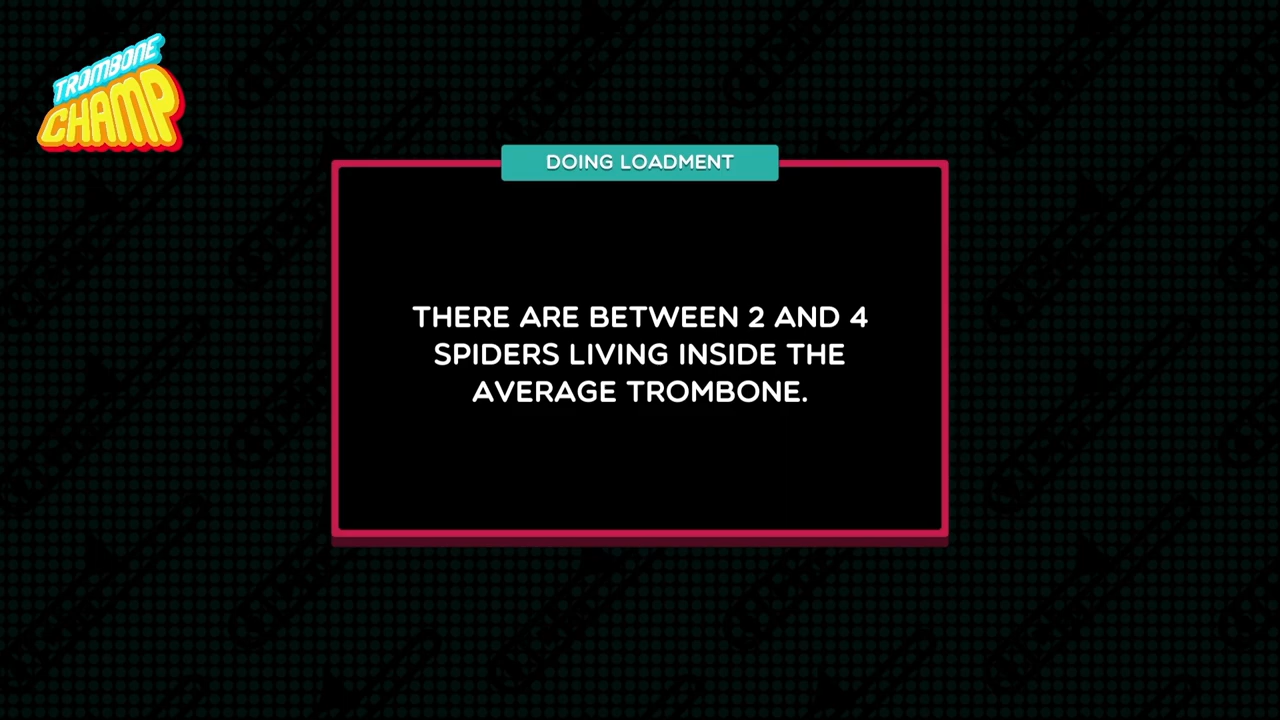 TROMBONE
CHAMP
DOING LOADMENT
THERE ARE BETWEEN 2 AND 4
SPIDERS LIVING INSIDE THE
AVERAGE TROMBONE.